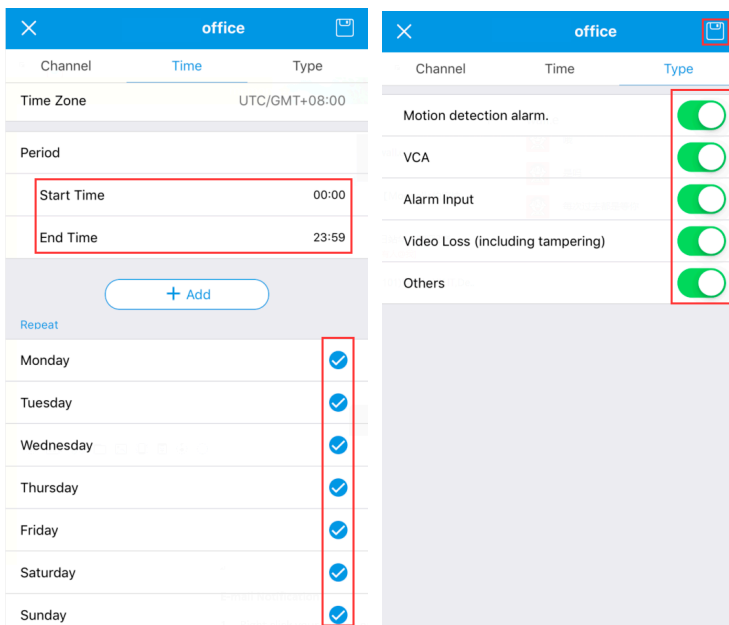 office
Channel Time Type
Time Zone UTC/GMT+08:00
Period
Start Time 00:00
End Time 23:59
+ Add
Repeat
Monday
Tuesday
Wednesday
Thursday
Friday
Saturday
Sunday
office
Channel Time Type
Motion detection alarm.
VCA
Alarm Input
Video Loss (including tampering)
Others